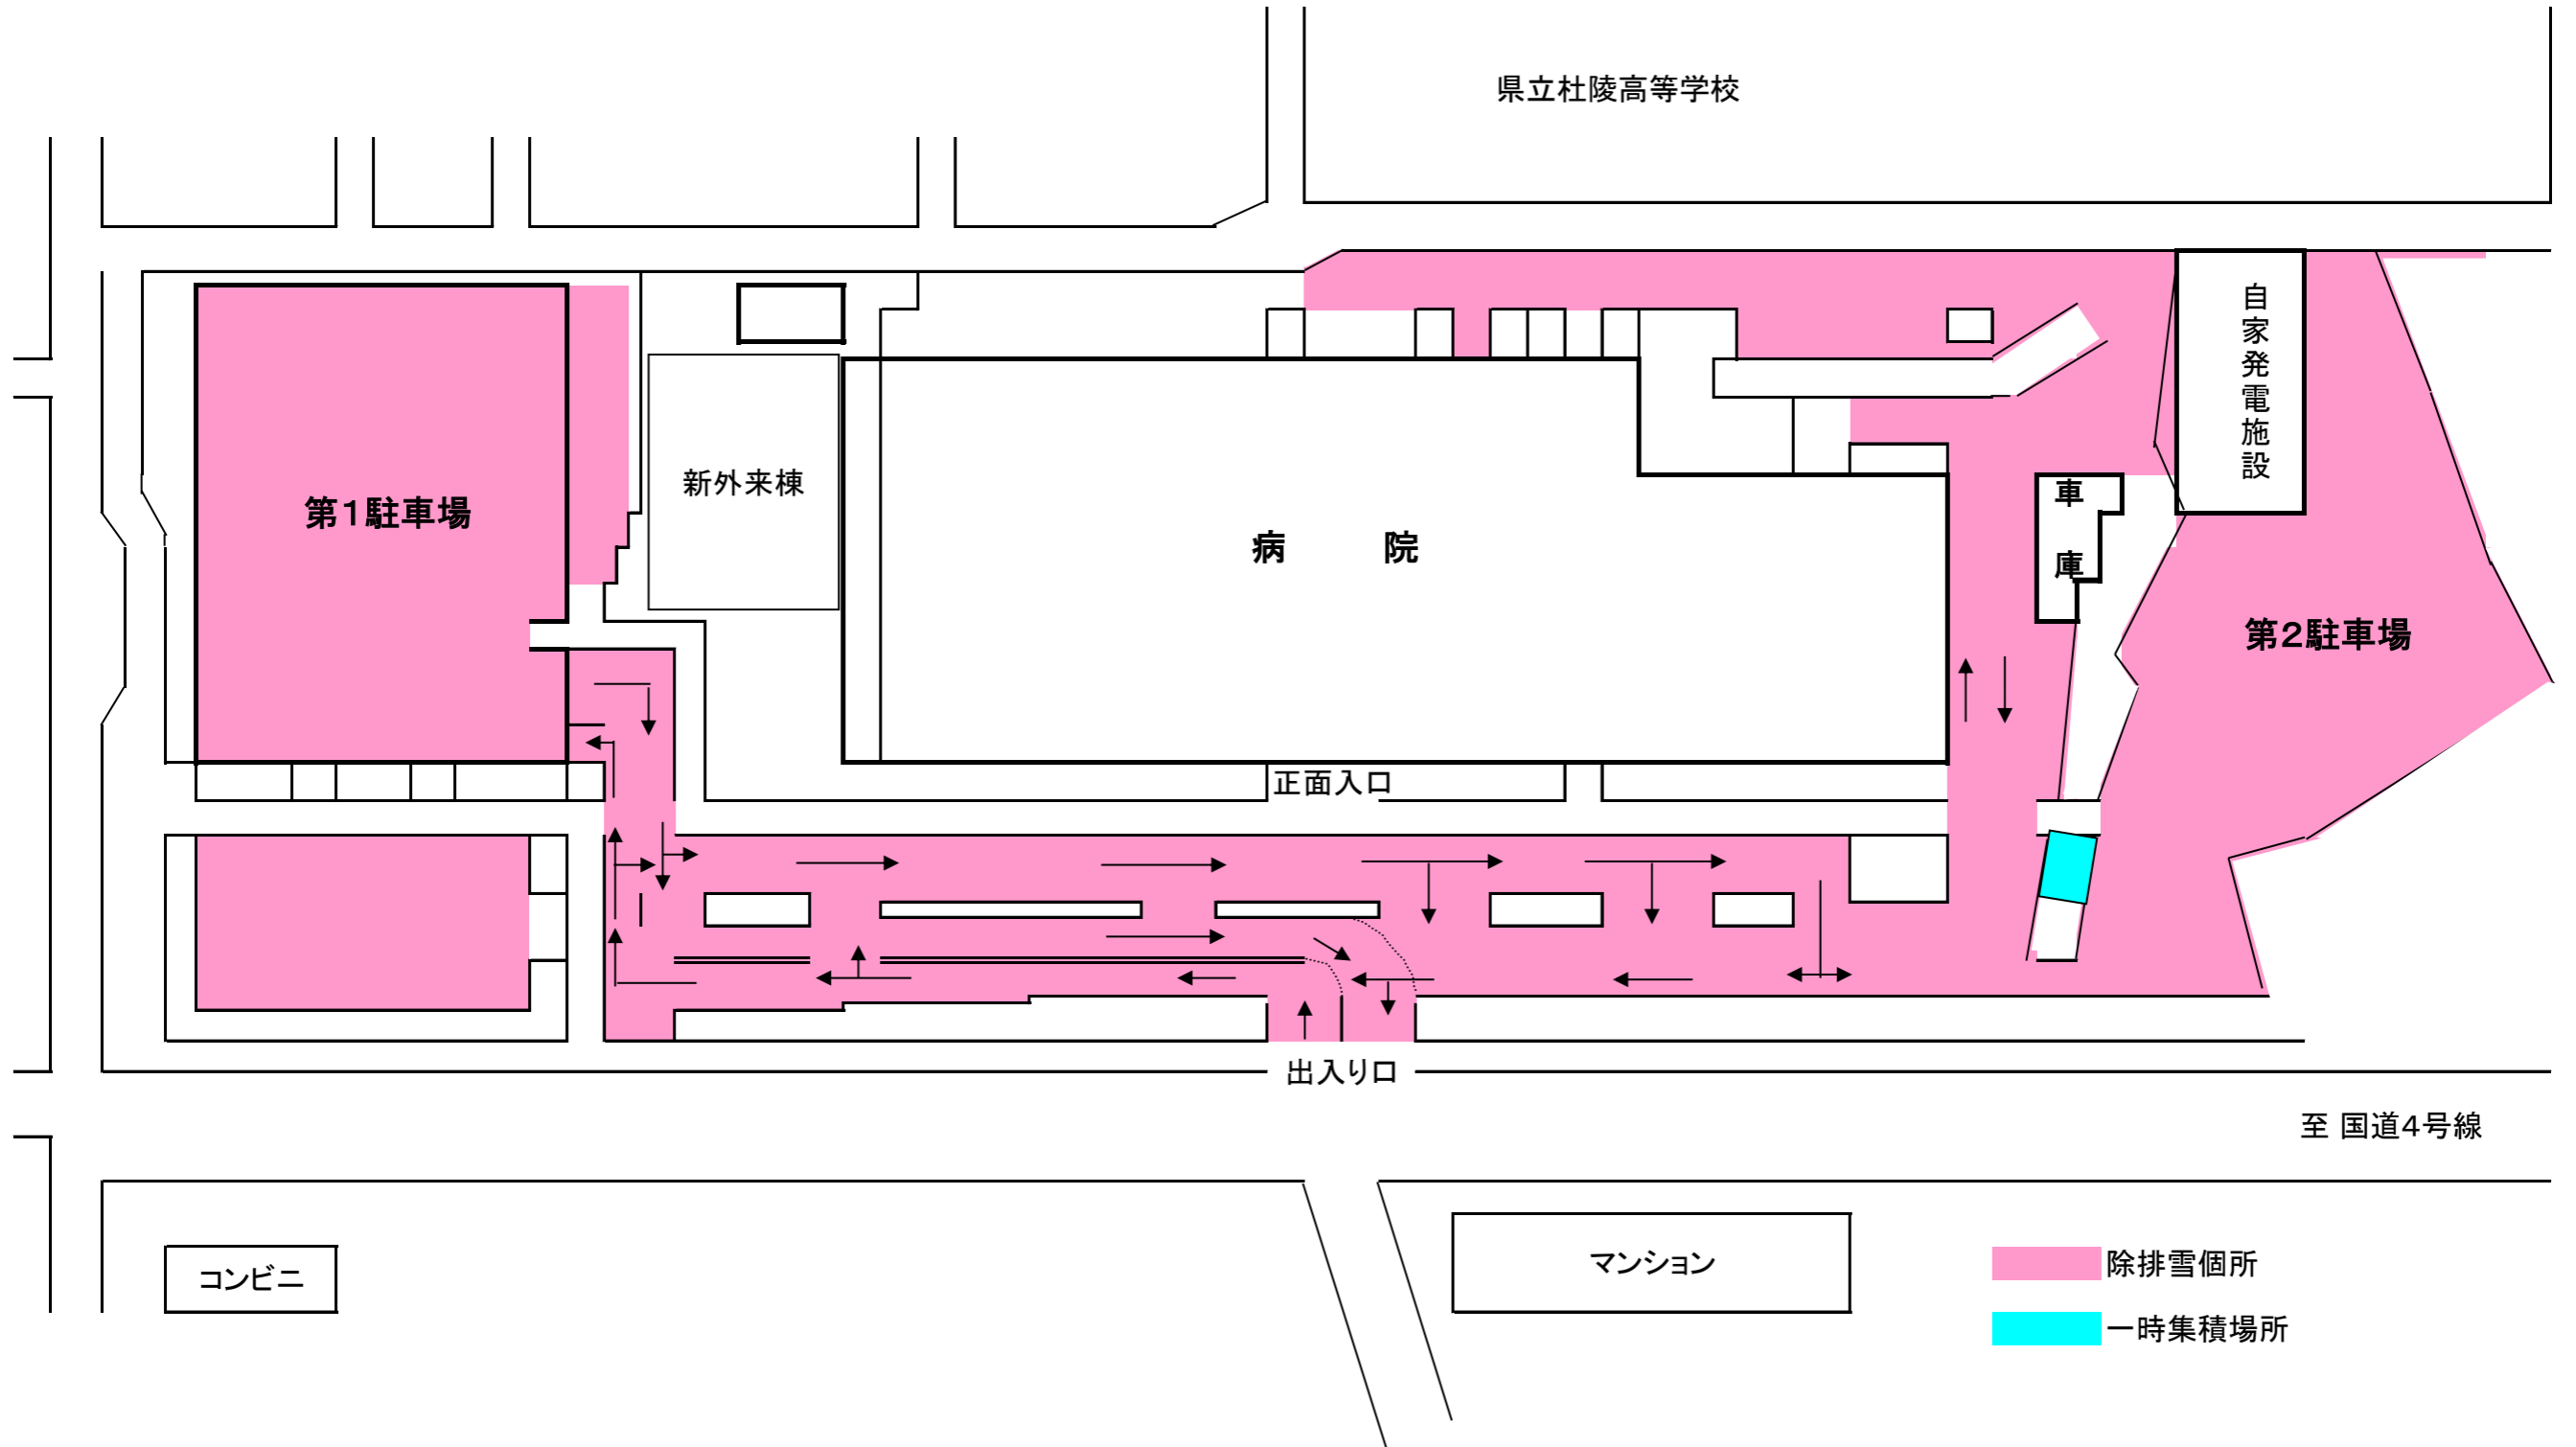 県立杜陵高等学校
自家発電施設
新外来棟
第1駐車場
車庫
病　院
第2駐車場
正面入口
出入り口
至 国道4号線
コンビニ
マンション
除排雪個所
一時集積場所